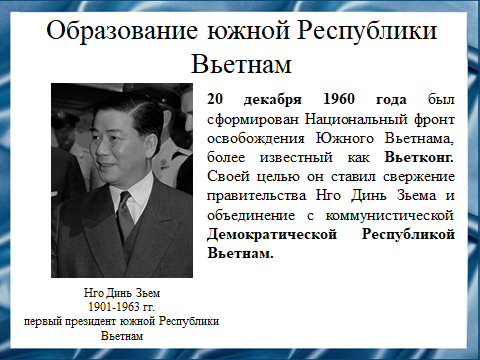 Образование южной Республики
Вьетнам
20 декабря 1960 года был
сформирован Национальный фронт
освобождения Южного Вьетнама,
более известный как Вьетконг.
Своей целью он ставил свержение
правительства Нго Динь Зьема и
объединение с коммунистической
Демократической Республикой
Вьетнам.
Нго Динь Зьем
1901-1963 гг.
первый президент южной Республики
Вьетнам